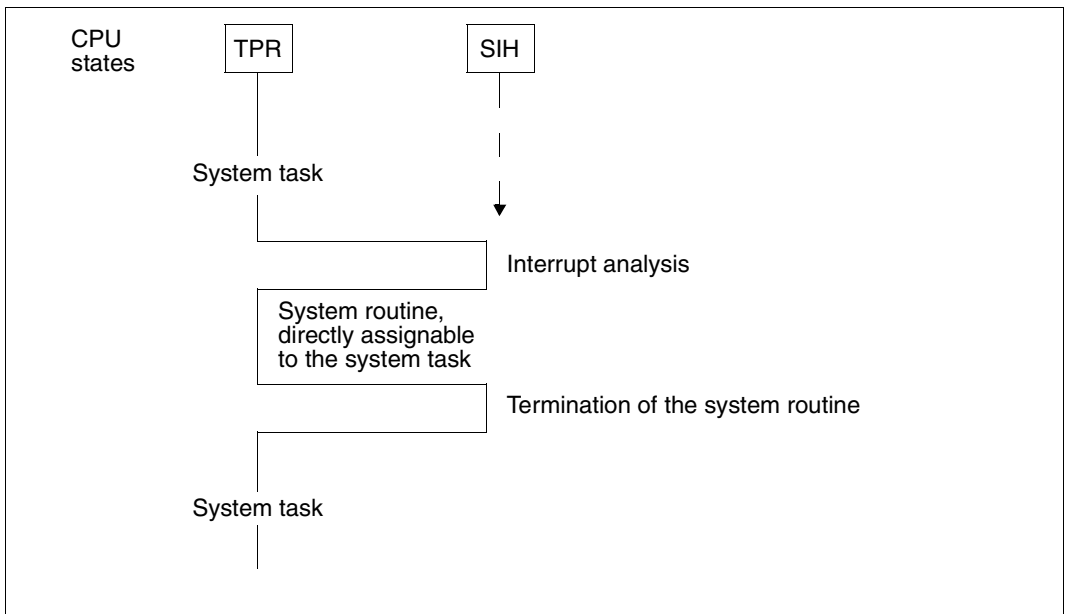 CPU
states
TPR
SIH
System task
Interrupt analysis
System routine,
directly assignable
to the system task
Termination of the system routine
System task